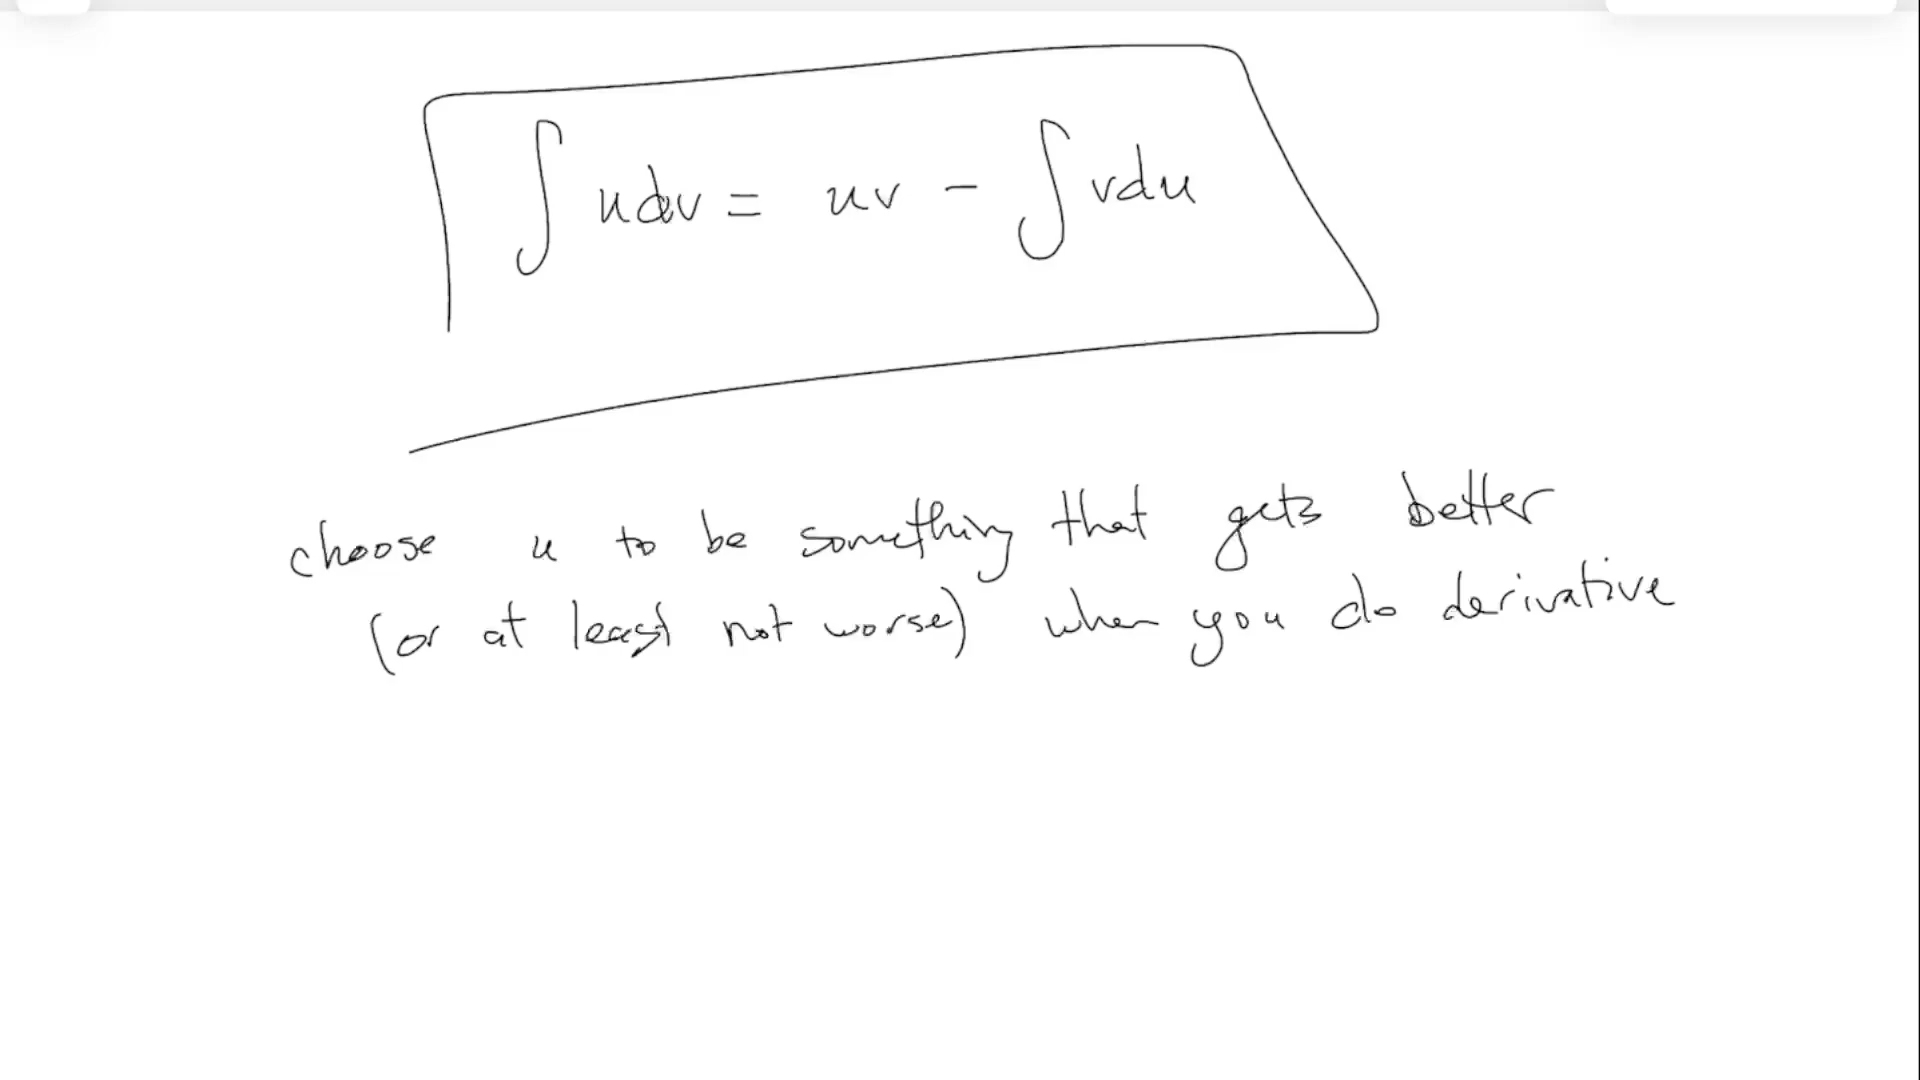 ∫ udv = uv - ∫ vdu
choose u to be something that gets better
(or at least not worse) when you do derivative